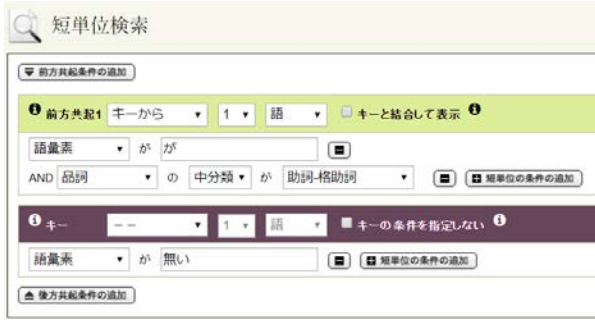 短単位検索
前方共起条件の追加
前方共起1 キーから 1 語 キーと結合して表示
語彙素 が が
AND 品詞 の 中分類 が 助詞-格助詞 短単位の条件の追加
キー -- 1 語 キーの条件を指定しない
語彙素 が 無い 短単位の条件の追加
後方共起条件の追加